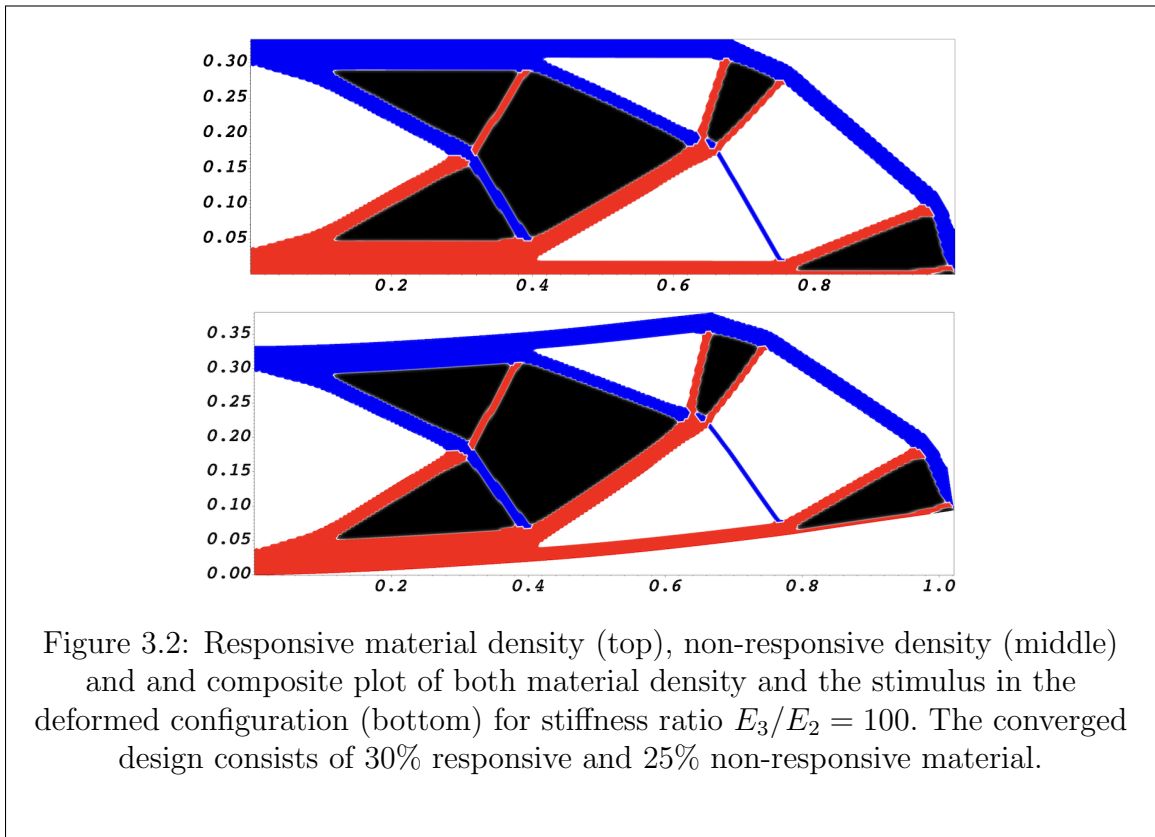 0.30
0.25
0.20
0.15
0.10
0.05
0.2 0.4 0.6 0.8
0.35
0.30
0.25
0.20
0.15
0.10
0.05
0.00
0.2 0.4 0.6 0.8 1.0
Figure 3.2: Responsive material density (top), non-responsive density (middle)
and and composite plot of both material density and the stimulus in the
deformed configuration (bottom) for stiffness ratio E₃/E₂ = 100. The converged
design consists of 30% responsive and 25% non-responsive material.